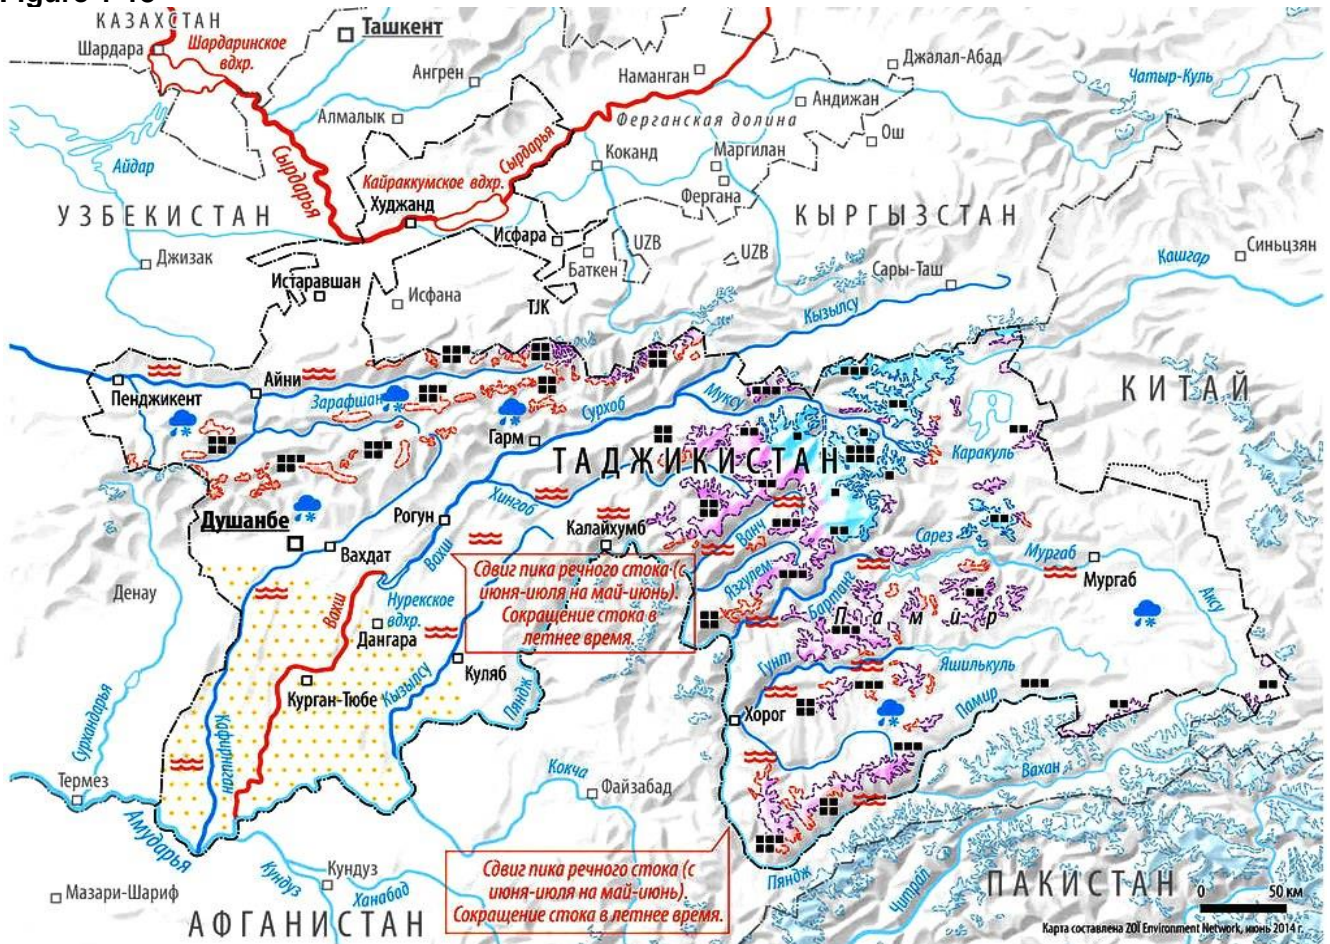 Figure 1-18
КАЗАХСТАН
Шардара
Шардаринское
вдхр.
Ташкент
Ангрен
Алмалык
Наманган
Джалал-Абад
Чатыр-Куль
Андижан
Ферганская долина
Ош
Айдар
Сырдарья
Сырдарья
Коканд
Маргилан
Фергана
Кайраккумское вдхр.
Худжанд
УЗБЕКИСТАН
КЫРГЫЗСТАН
Исфара
UZB
UZB
Баткен
Джизак
Истаравшан
Исфана
TJK
Сары-Таш
Кашгар
Синьцзян
Кызылсу
КИТАЙ
Пенджикент
Айни
Зарафшан
Гарм
Сурхоб
Муксу
Каракуль
ТАДЖИКИСТАН
Душанбе
Рогун
Хингоб
Калайхумб
Ванч
Вахдат
Вахш
Сарез
Мургаб
Мургаб
Аксу
Сдвиг пика речного стока (с
июня-июля на май-июнь).
Сокращение стока в
летнее время.
Язгулем
Бартанг
Памир
Денау
Вахш
Нурекское
вдхр.
Дангара
Куляб
Кызылсу
Курган-Тюбе
Пяндж
Гунт
Яшилькуль
Памир
Хорог
Сурхандарья
Кафирниган
Термез
Кокча
Файзабад
Вахан
Амударья
Кундуз
Кундуз
Ханабад
Мазари-Шариф
АФГАНИСТАН
Сдвиг пика речного стока (с
июня-июля на май-июнь).
Сокращение стока в летнее время.
Пяндж
Читрал
ПАКИСТАН
0 50 км
Карта составлена ZOÏ Environment Network, июнь 2014 г.